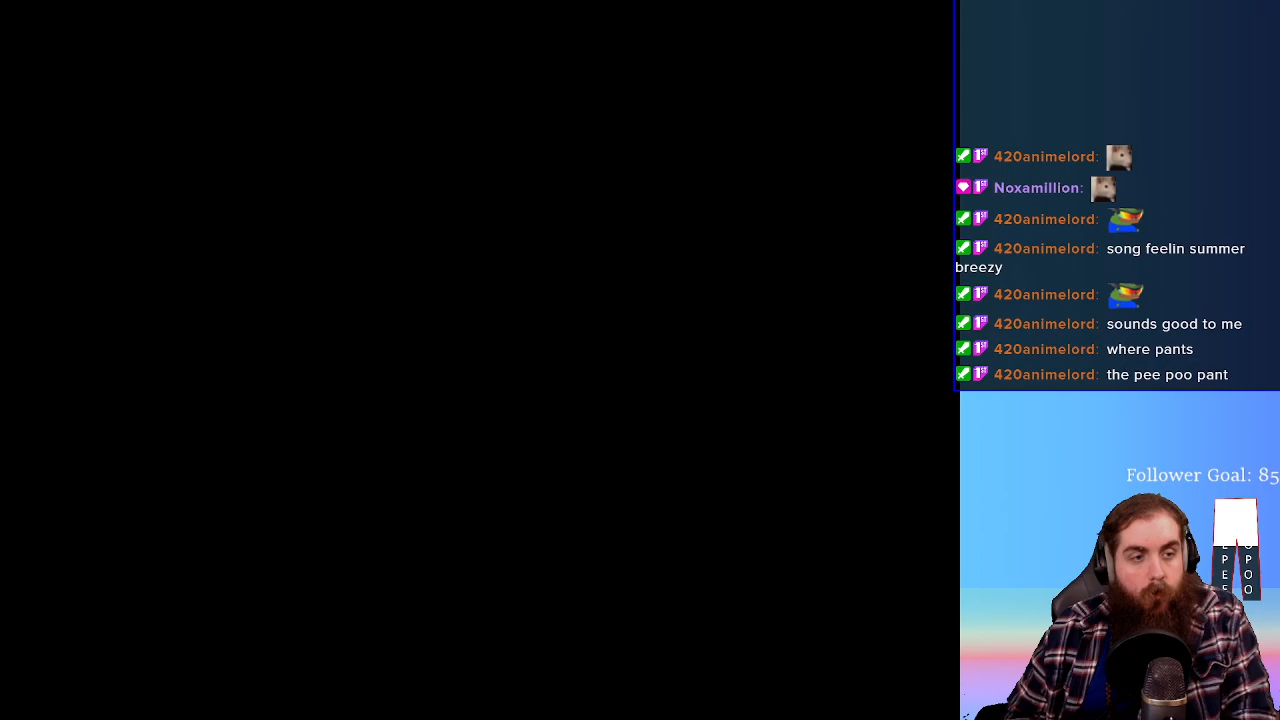 420animelord:
Noxamillion:
420animelord:
420animelord: song feelin summer
breezy
420animelord:
420animelord: sounds good to me
420animelord: where pants
420animelord: the pee poo pant
Follower Goal: 85
P
E
P
O
O